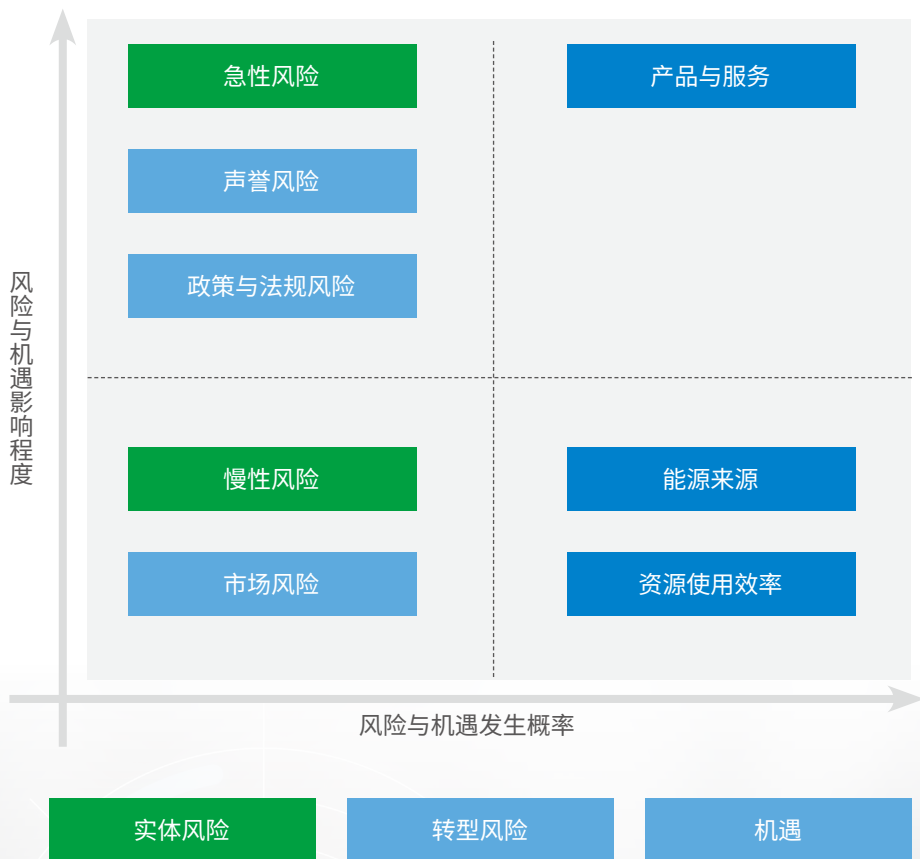 急性风险
产品与服务
声誉风险
政策与法规风险
风险与机遇影响程度
慢性风险
能源来源
市场风险
资源使用效率
风险与机遇发生概率
实体风险
转型风险
机遇